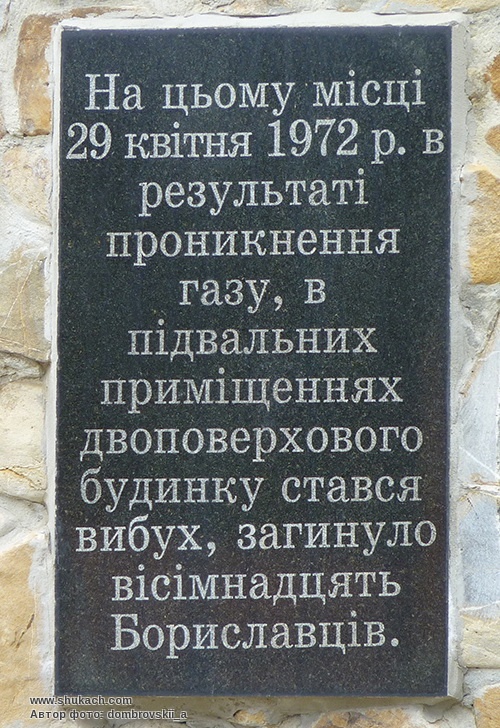 На цьому місці
29 квітня 1972 р. в
результаті
проникнення
газу, в
підвальних
приміщеннях
двоповерхового
будинку стався
вибух, загинуло
вісімнадцять
Бориславців.
www.shukach.com
Автор фото: dombrovskii_a